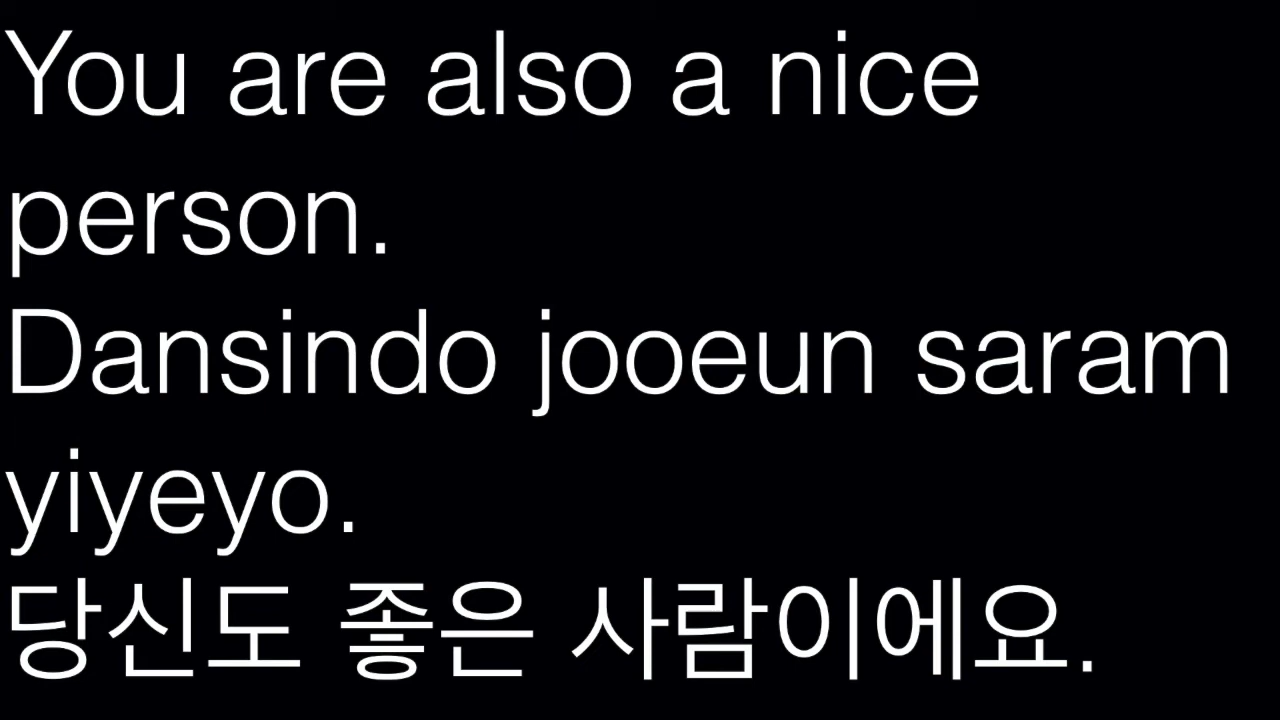 You are also a nice
person.
Dansindo jooeun saram
yiyeyo.
당신도 좋은 사람이에요.